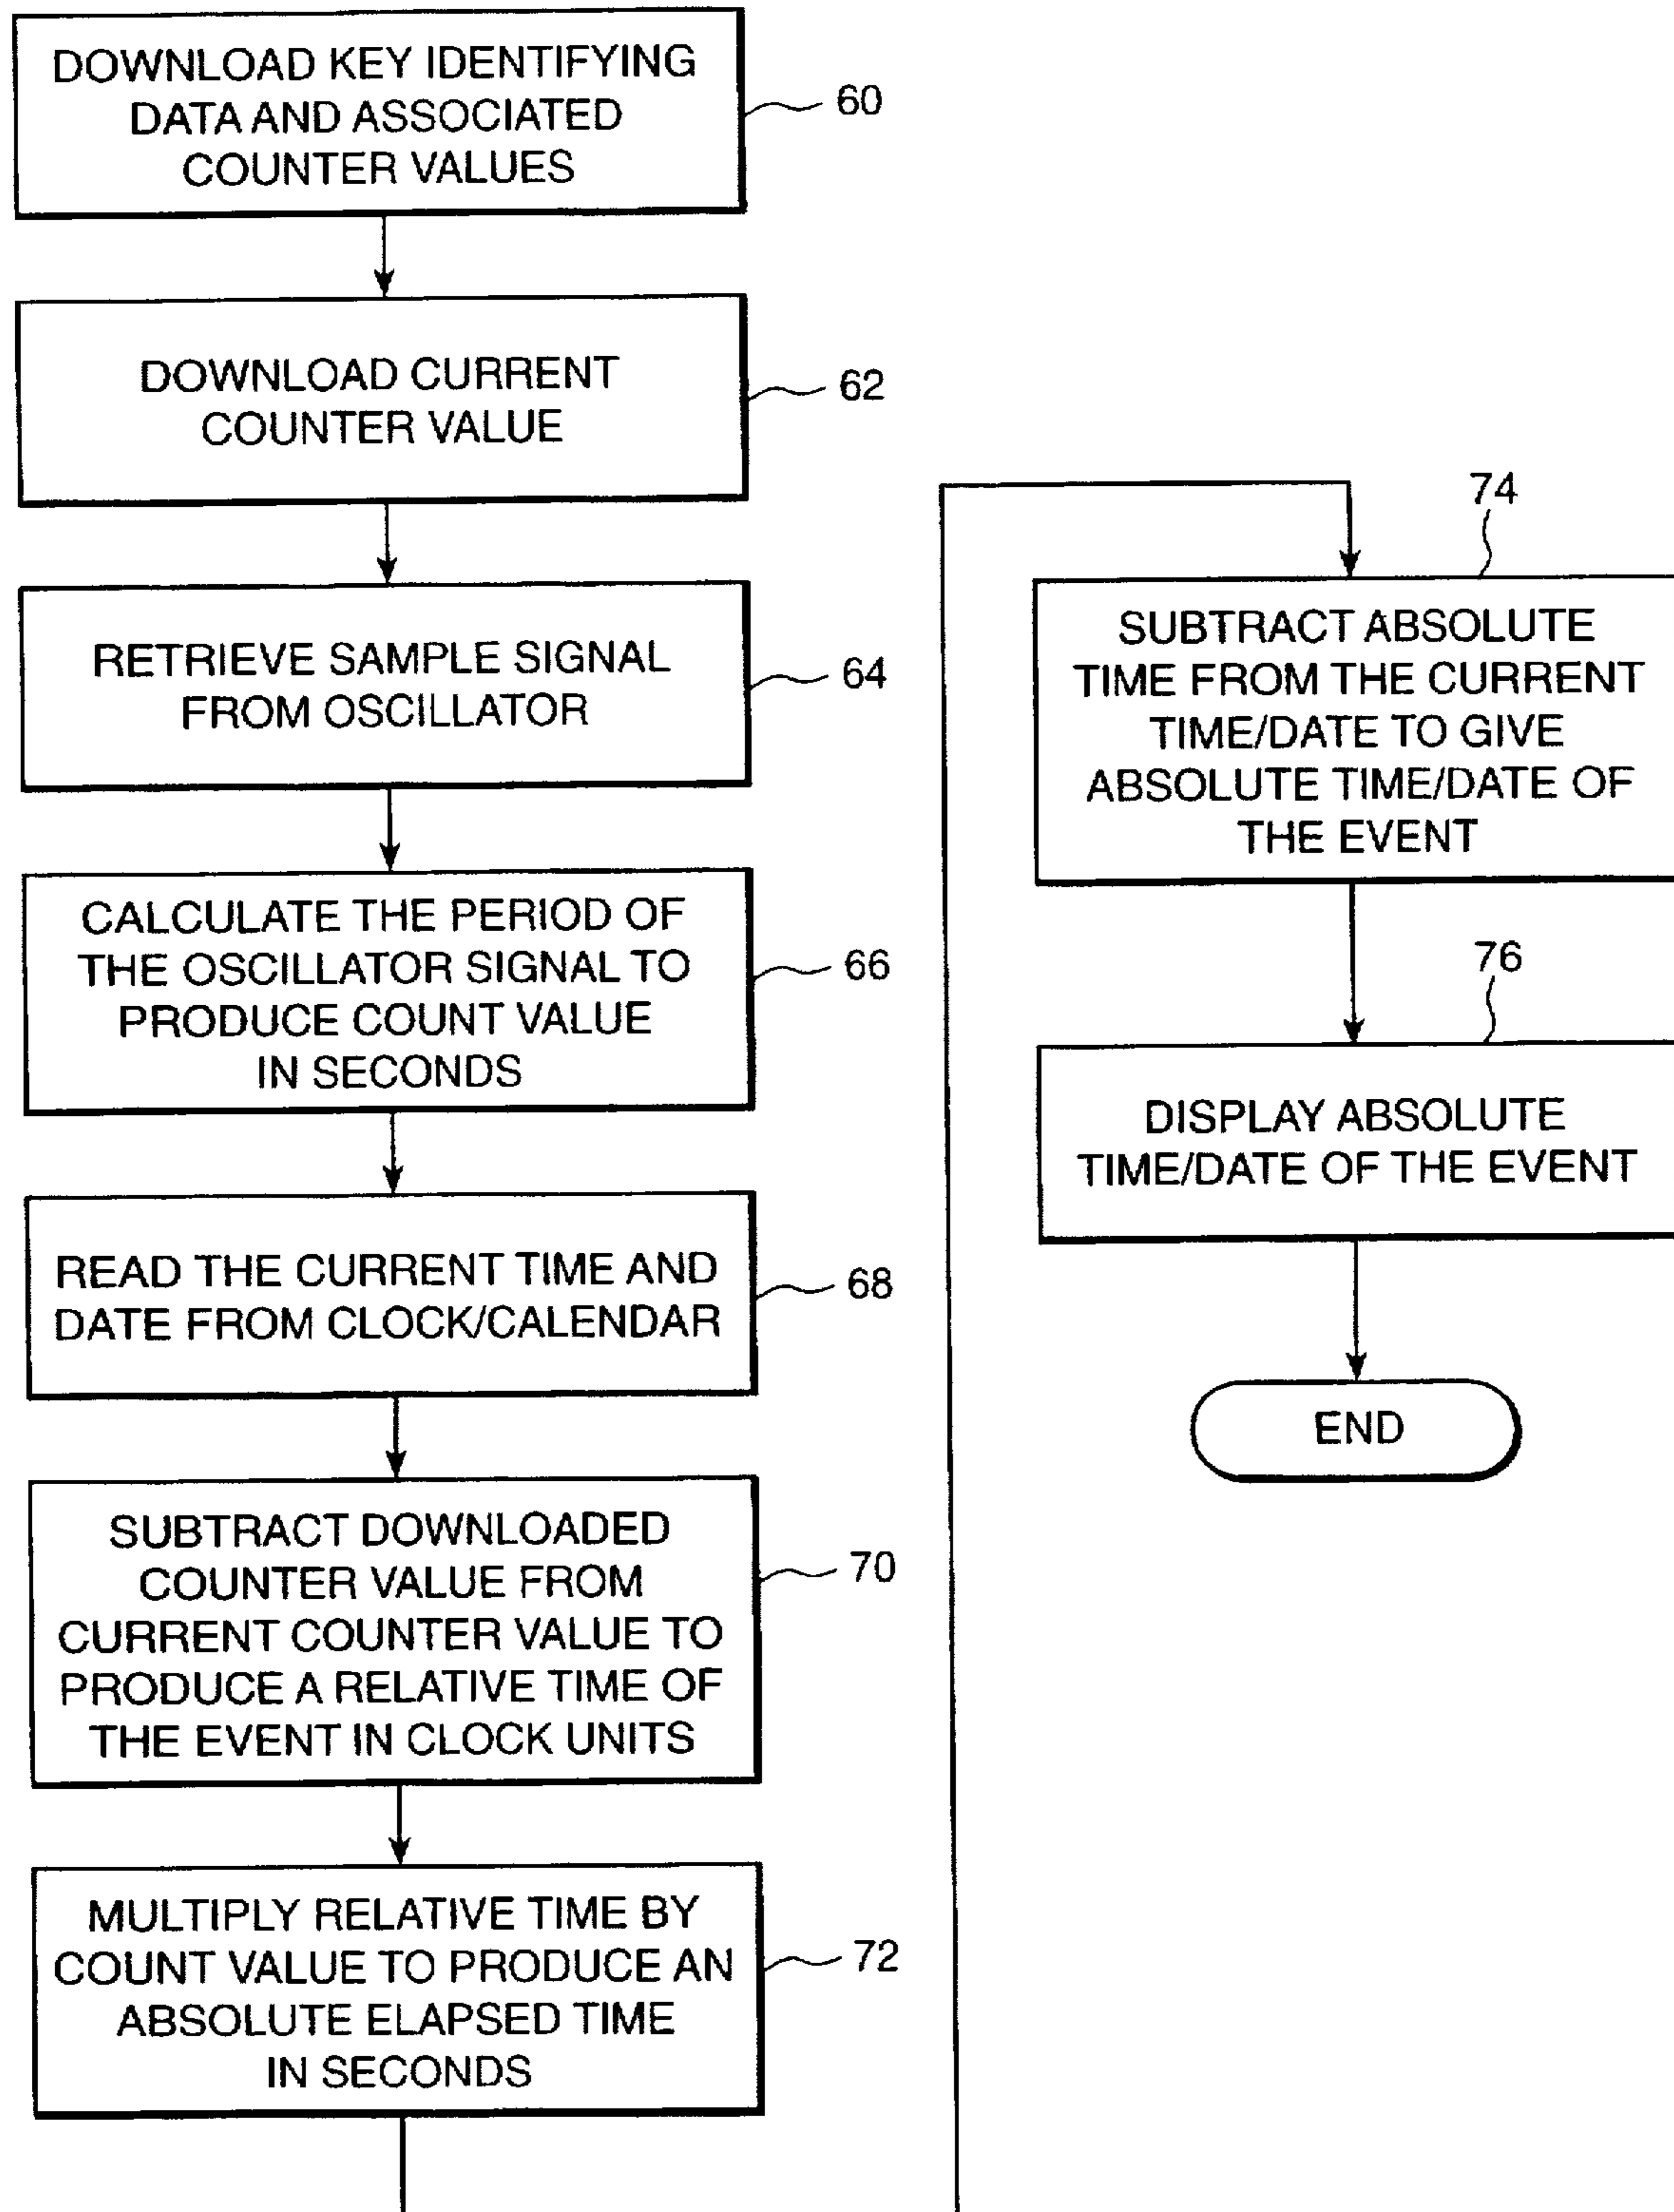 DOWNLOAD KEY IDENTIFYING
DATA AND ASSOCIATED
COUNTER VALUES
60
DOWNLOAD CURRENT
COUNTER VALUE
62
RETRIEVE SAMPLE SIGNAL
FROM OSCILLATOR
64
CALCULATE THE PERIOD OF
THE OSCILLATOR SIGNAL TO
PRODUCE COUNT VALUE
IN SECONDS
66
READ THE CURRENT TIME AND
DATE FROM CLOCK/CALENDAR
68
SUBTRACT DOWNLOADED
COUNTER VALUE FROM
CURRENT COUNTER VALUE TO
PRODUCE A RELATIVE TIME OF
THE EVENT IN CLOCK UNITS
70
MULTIPLY RELATIVE TIME BY
COUNT VALUE TO PRODUCE AN
ABSOLUTE ELAPSED TIME
IN SECONDS
72
74
SUBTRACT ABSOLUTE
TIME FROM THE CURRENT
TIME/DATE TO GIVE
ABSOLUTE TIME/DATE OF
THE EVENT
76
DISPLAY ABSOLUTE
TIME/DATE OF THE EVENT
END